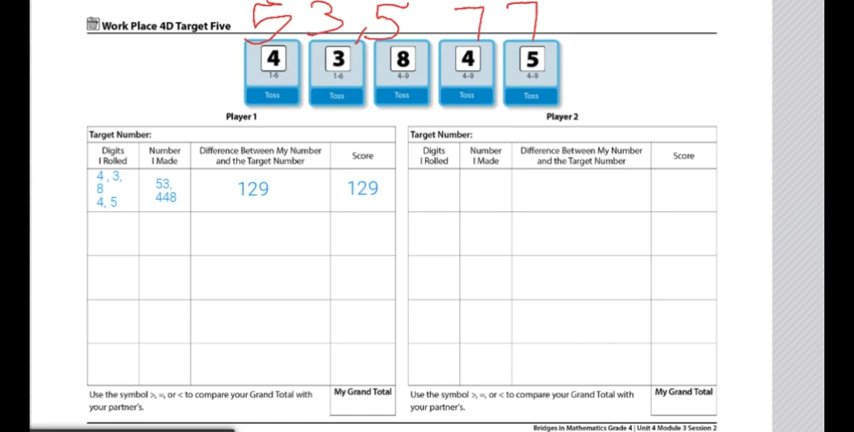 53,577
Work Place 4D Target Five
4 3 8 4 5
1-6 1-6 4-9 4-9 4-9
Toss Toss Toss Toss Toss
Player 1
Target Number:
Digits I Rolled
Number I Made
Difference Between My Number and the Target Number
Score
4, 3,
8
4, 5
53,
448
129
129
Use the symbol >, =, or < to compare your Grand Total with
your partner's.
My Grand Total
Player 2
Target Number:
Digits I Rolled
Number I Made
Difference Between My Number and the Target Number
Score
Use the symbol >, =, or < to compare your Grand Total with
your partner's.
My Grand Total
Bridges in Mathematics Grade 4 | Unit 4 Module 3 Session 2